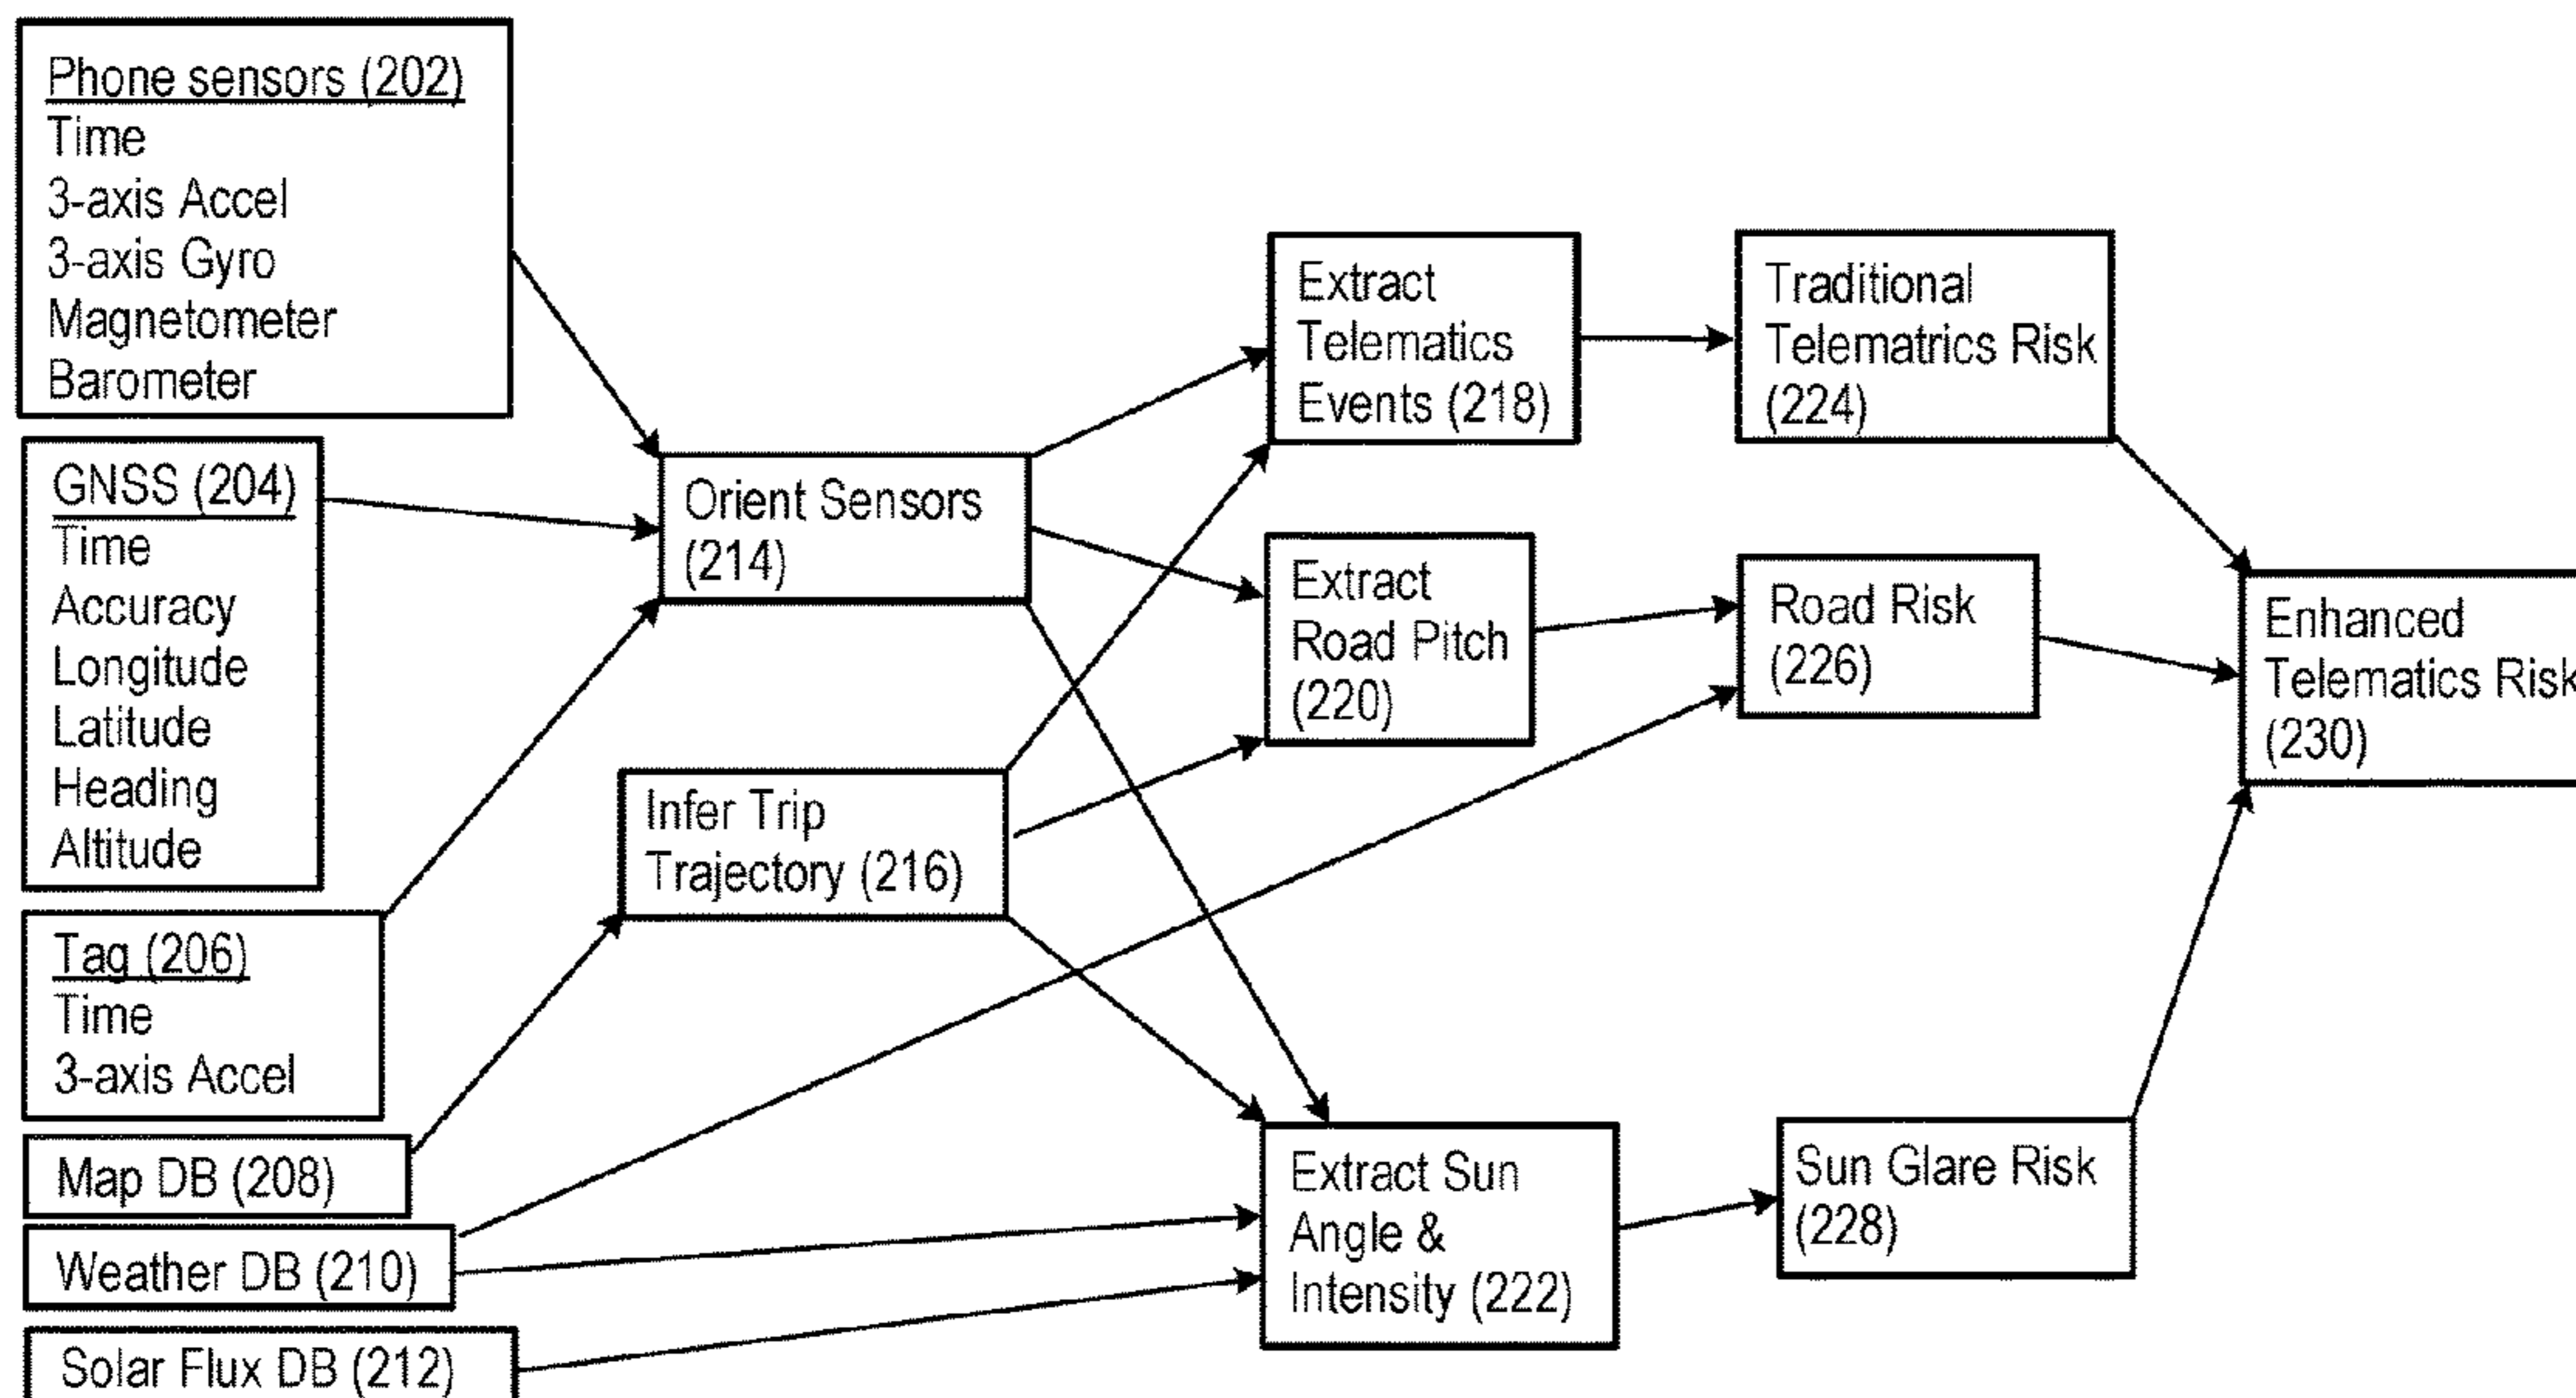 Phone sensors (202)
Time
3-axis Accel
3-axis Gyro
Magnetometer
Barometer
GNSS (204)
Time
Accuracy
Longitude
Latitude
Heading
Altitude
Tag (206)
Time
3-axis Accel
Map DB (208)
Weather DB (210)
Solar Flux DB (212)
Orient Sensors
(214)
Infer Trip
Trajectory (216)
Extract
Telematics
Events (218)
Extract
Road Pitch
(220)
Extract Sun
Angle &
Intensity (222)
Traditional
Telematrics Risk
(224)
Road Risk
(226)
Sun Glare Risk
(228)
Enhanced
Telematics Risk
(230)